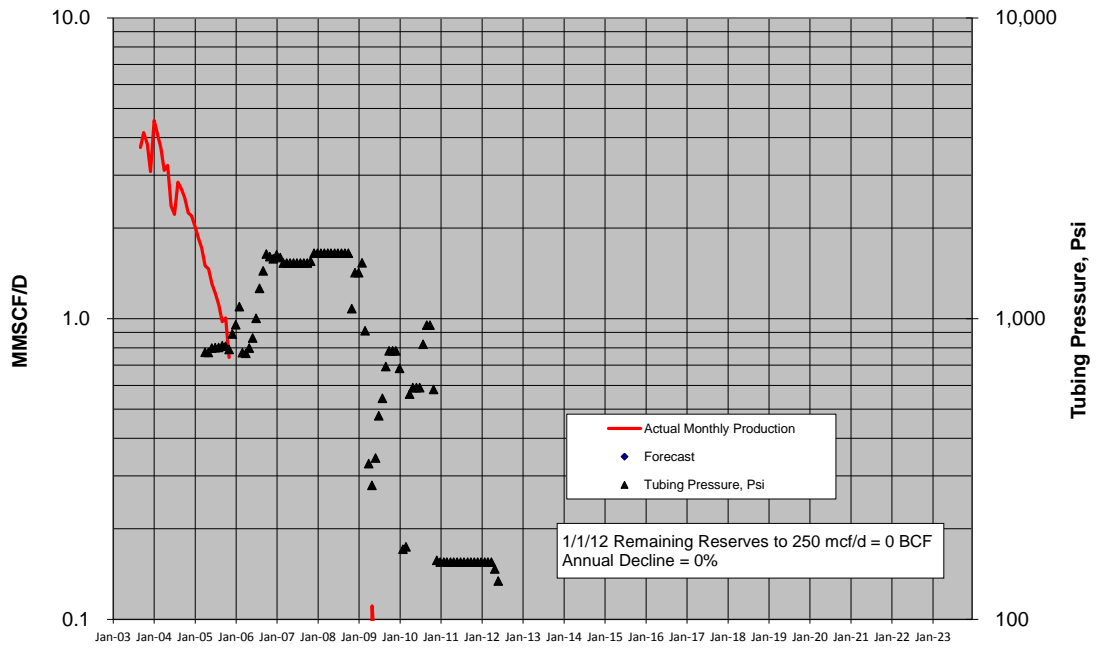 10.0
10,000
MMSCF/D
1.0
1,000
Tubing Pressure, Psi
Actual Monthly Production
Forecast
Tubing Pressure, Psi
1/1/12 Remaining Reserves to 250 mcf/d = 0 BCF
Annual Decline = 0%
0.1
100
Jan-03 Jan-04 Jan-05 Jan-06 Jan-07 Jan-08 Jan-09 Jan-10 Jan-11 Jan-12 Jan-13 Jan-14 Jan-15 Jan-16 Jan-17 Jan-18 Jan-19 Jan-20 Jan-21 Jan-22 Jan-23